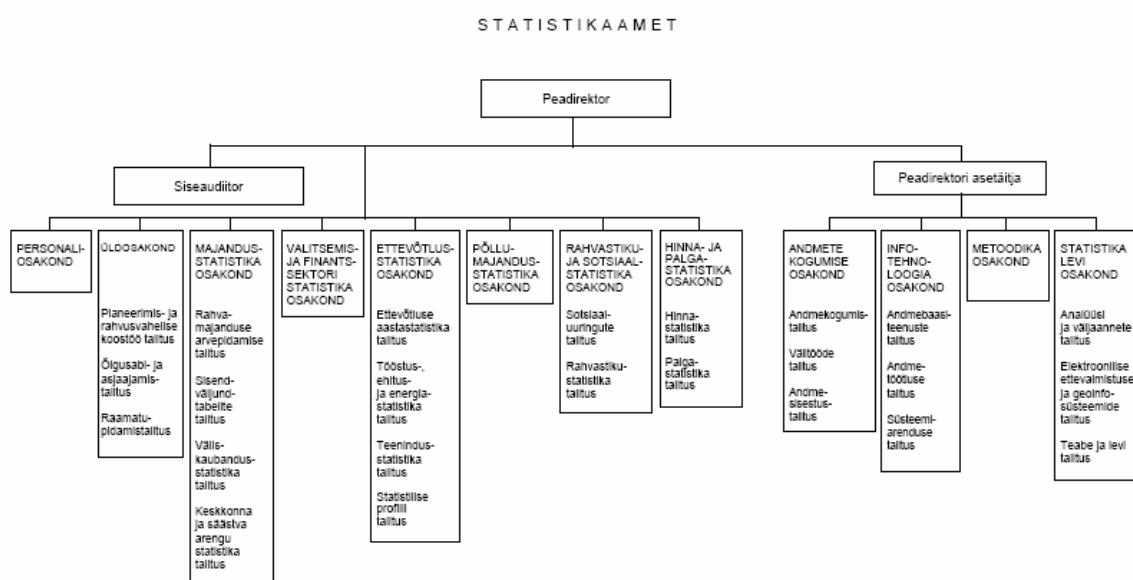 STATISTIKAAMET
Peadirektor
Siseaudiitor
Peadirektori asetäitja
PERSONALI-
OSAKOND
ÜLDOSAKOND
Planeerimis- ja
rahvusvahelise
koostöö talitus
Õigusabi- ja
asjaajamis-
talitus
Raamatu-
pidamistalitus
MAJANDUS-
STATISTIKA
OSAKOND
Rahva-
majanduse
arvepidamise
talitus
Sisend-
väljund-
tabelite
talitus
Välis-
kaubandus-
statistika
talitus
Keskkonna
ja säästva
arengu
statistika
talitus
VALITSEMIS-
JA FINANTS-
SEKTORI
STATISTIKA
OSAKOND
ETTEVÕTLUS-
STATISTIKA
OSAKOND
Ettevõtluse
aastastatistika
talitus
Tööstus-,
ehitus-
ja energia-
statistika
talitus
Teenindus-
statistika
talitus
Statistilise
profiili
talitus
PÕLLU-
MAJANDUS-
STATISTIKA
OSAKOND
RAHVASTIKU-
JA SOTSIAAL-
STATISTIKA
OSAKOND
Sotsiaal-
uuringute
talitus
Rahvastiku-
statistika
talitus
HINNA- JA
PALGA-
STATISTIKA
OSAKOND
Hinna-
statistika
talitus
Palga-
statistika
talitus
ANDMETE
KOGUMISE
OSAKOND
Andmekogumis-
talitus
Välitööde
talitus
Andme-
sisestus-
talitus
INFO-
TEHNO-
LOOGIA
OSAKOND
Andmebaasi-
teenuste
talitus
Andme-
töötluse
talitus
Süsteemi-
arenduse
talitus
METOODIKA
OSAKOND
STATISTIKA
LEVI
OSAKOND
Analüüsi
ja väljaannete
talitus
Elektroonilise
ettevalmistuse
ja geoinfo-
süsteemide
talitus
Teabe ja levi
talitus